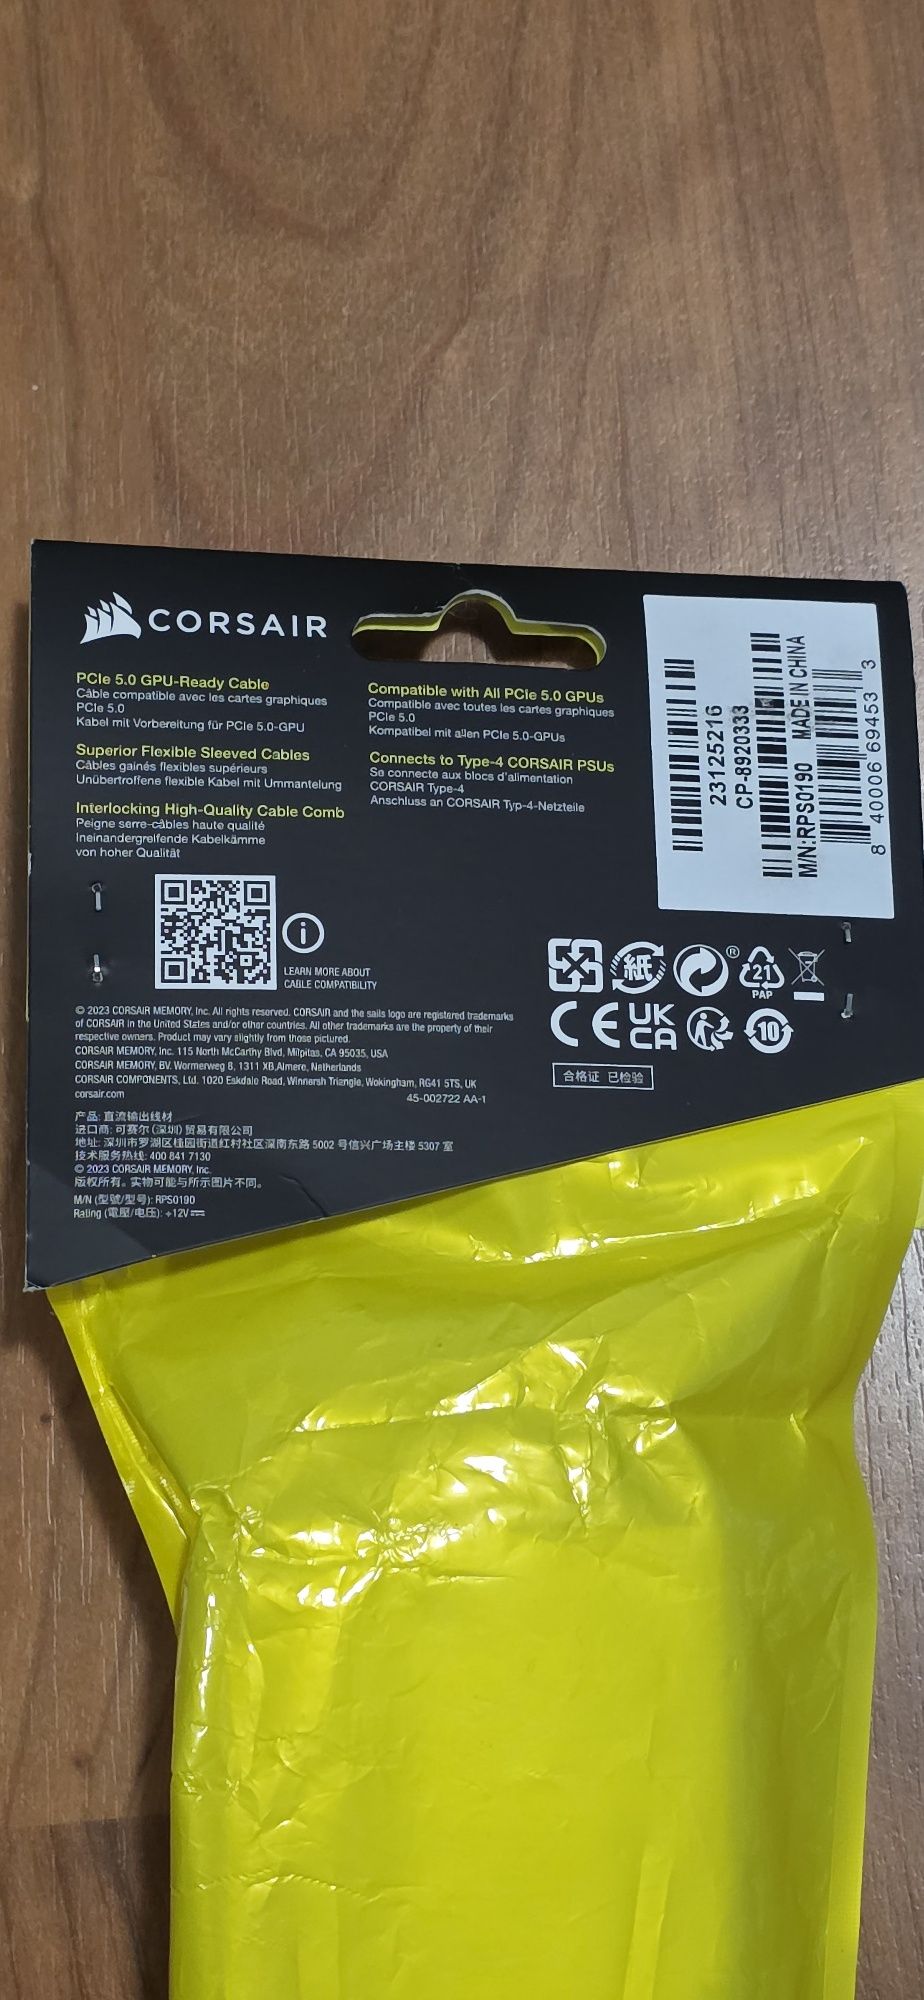 CORSAIR
PCIe 5.0 GPU-Ready Cable
Câble compatible avec les cartes graphiques
PCIe 5.0
Kabel mit Vorbereitung für PCIe 5.0-GPU
Superior Flexible Sleeved Cables
Câbles gainés flexibles supérieurs
Unübertroffene flexible Kabel mit Ummantelung
Interlocking High-Quality Cable Comb
Peigne serre-câbles haute qualité
Ineinandergreifende Kabelkämme
von hoher Qualität
Compatible with All PCIe 5.0 GPUs
Compatible avec toutes les cartes graphiques
PCIe 5.0
Kompatibel mit allen PCIe 5.0-GPUs
Connects to Type-4 CORSAIR PSUs
Se connecte aux blocs d'alimentation
CORSAIR Type-4
Anschluss an CORSAIR Typ-4-Netzteile
23125216
CP-8920333
MADE IN CHINA
M/N:RPS0190
8 40006 69453 3
LEARN MORE ABOUT
CABLE COMPATIBILITY
紙
®
21
PAP
CE
UK
CA
10
合格证 已检验
© 2023 CORSAIR MEMORY, Inc. All rights reserved. CORSAIR and the sails logo are registered trademarks
of CORSAIR in the United States and/or other countries. All other trademarks are the property of their
respective owners. Product may vary slightly from those pictured.
CORSAIR MEMORY, Inc. 115 North McCarthy Blvd, Milpitas, CA 95035, USA
CORSAIR MEMORY, BV. Wormerweg 8, 1311 XB,Almere, Netherlands
CORSAIR COMPONENTS, Ltd. 1020 Eskdale Road, Winnersh Triangle, Wokingham, RG41 5TS, UK
corsair.com 45-002722 AA-1
产品: 直流输出线材
进口商: 可赛尔 (深圳) 贸易有限公司
地址: 深圳市罗湖区桂园街道红村社区深南东路 5002 号信兴广场主楼 5307 室
技术服务热线: 400 841 7130
© 2023 CORSAIR MEMORY, Inc.
版权所有。实物可能与所示图片不同。
M/N (型號/型号): RPS0190
Rating (電壓/电压): +12V